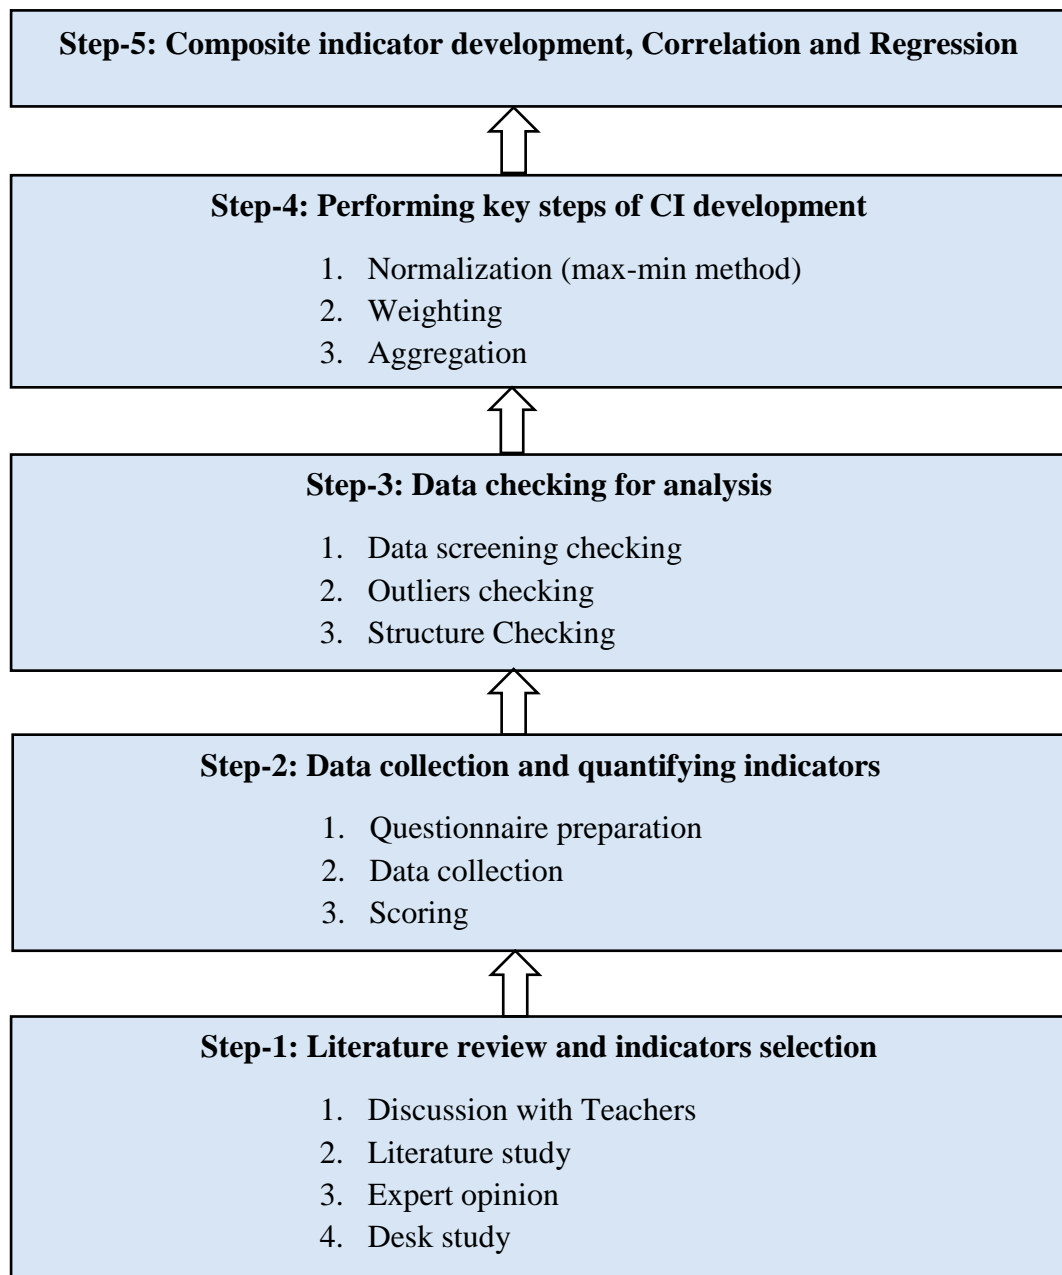 Step-5: Composite indicator development, Correlation and Regression
Step-4: Performing key steps of CI development
1. Normalization (max-min method)
2. Weighting
3. Aggregation
Step-3: Data checking for analysis
1. Data screening checking
2. Outliers checking
3. Structure Checking
Step-2: Data collection and quantifying indicators
1. Questionnaire preparation
2. Data collection
3. Scoring
Step-1: Literature review and indicators selection
1. Discussion with Teachers
2. Literature study
3. Expert opinion
4. Desk study